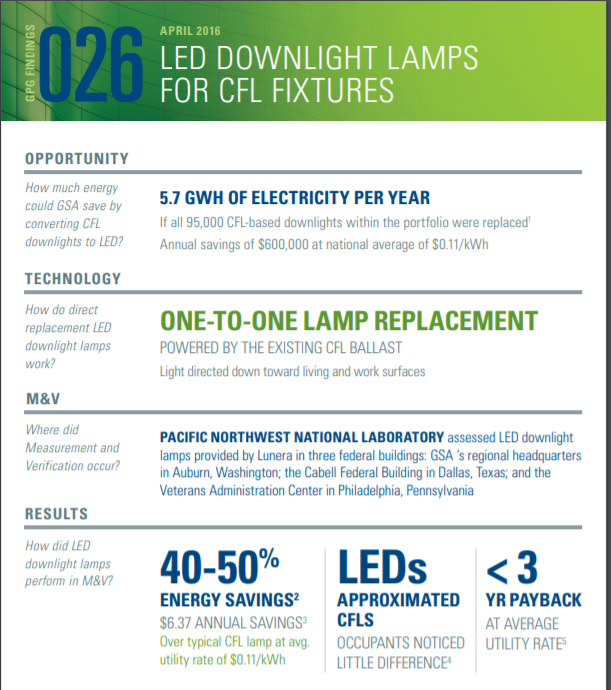 GPG FINDINGS
026
APRIL 2016
LED DOWNLIGHT LAMPS
FOR CFL FIXTURES
OPPORTUNITY
How much energy
could GSA save by
converting CFL
downlights to LED?
5.7 GWH OF ELECTRICITY PER YEAR
If all 95,000 CFL-based downlights within the portfolio were replaced¹
Annual savings of $600,000 at national average of $0.11/kWh
TECHNOLOGY
How do direct
replacement LED
downlight lamps
work?
ONE-TO-ONE LAMP REPLACEMENT
POWERED BY THE EXISTING CFL BALLAST
Light directed down toward living and work surfaces
M&V
Where did
Measurement and
Verification occur?
PACIFIC NORTHWEST NATIONAL LABORATORY assessed LED downlight
lamps provided by Lunera in three federal buildings: GSA 's regional headquarters
in Auburn, Washington; the Cabell Federal Building in Dallas, Texas; and the
Veterans Administration Center in Philadelphia, Pennsylvania
RESULTS
How did LED
downlight lamps
perform in M&V?
40-50%
ENERGY SAVINGS²
$6.37 ANNUAL SAVINGS³
Over typical CFL lamp at avg.
utility rate of $0.11/kWh
LEDs
APPROXIMATED
CFLS
OCCUPANTS NOTICED
LITTLE DIFFERENCE⁴
< 3
YR PAYBACK
AT AVERAGE
UTILITY RATE⁵